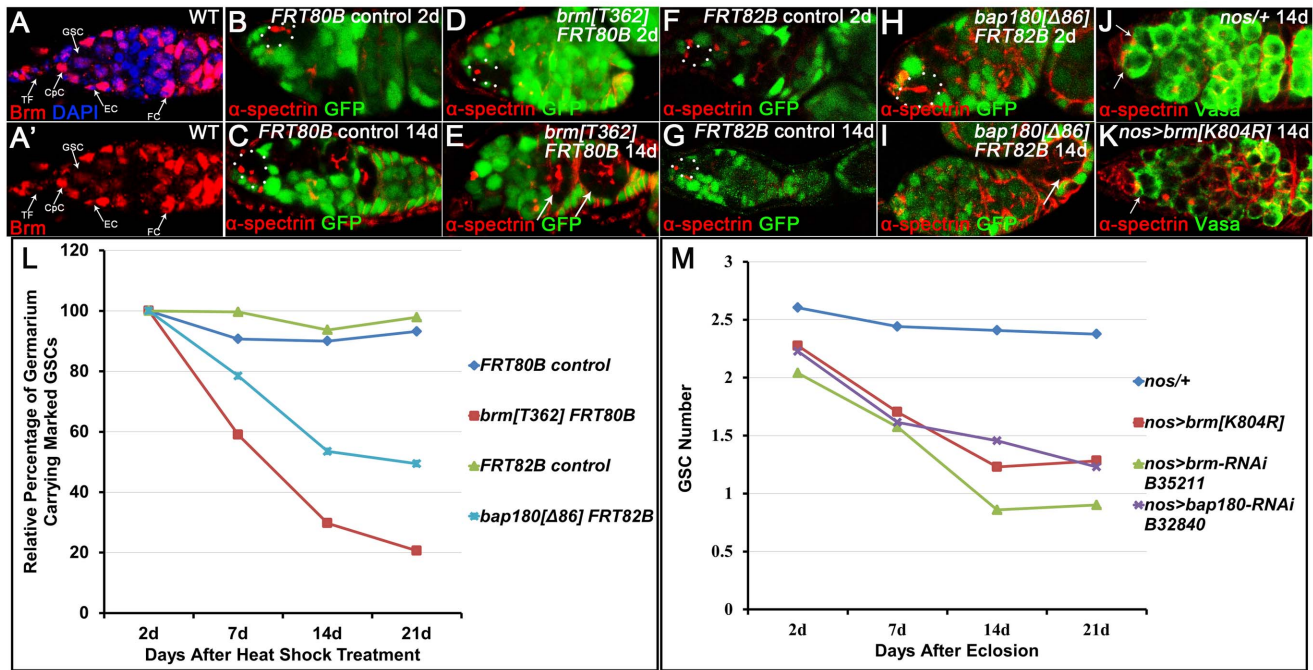 A
WT
GSC
TF
CpC
EC
FC
Brm DAPI
A'
WT
GSC
TF
CpC
EC
FC
Brm
B
FRT80B control 2d
α-spectrin GFP
C
FRT80B control 14d
α-spectrin GFP
D
brm[T362]
FRT80B 2d
α-spectrin GFP
E
brm[T362]
FRT80B 14d
α-spectrin GFP
F
FRT82B control 2d
α-spectrin GFP
G
FRT82B control 14d
α-spectrin GFP
H
bap180[Δ86]
FRT82B 2d
α-spectrin GFP
I
bap180[Δ86]
FRT82B 14d
α-spectrin GFP
J
nos/+ 14d
α-spectrin Vasa
K
nos>brm[K804R] 14d
α-spectrin Vasa
L
Relative Percentage of Germarium
Carrying Marked GSCs
120
100
80
60
40
20
0
2d 7d 14d 21d
Days After Heat Shock Treatment
FRT80B control
brm[T362] FRT80B
FRT82B control
bap180[Δ86] FRT82B
M
GSC Number
3
2.5
2
1.5
1
0.5
0
2d 7d 14d 21d
Days After Eclosion
nos/+
nos>brm[K804R]
nos>brm-RNAi
B35211
nos>bap180-RNAi
B32840